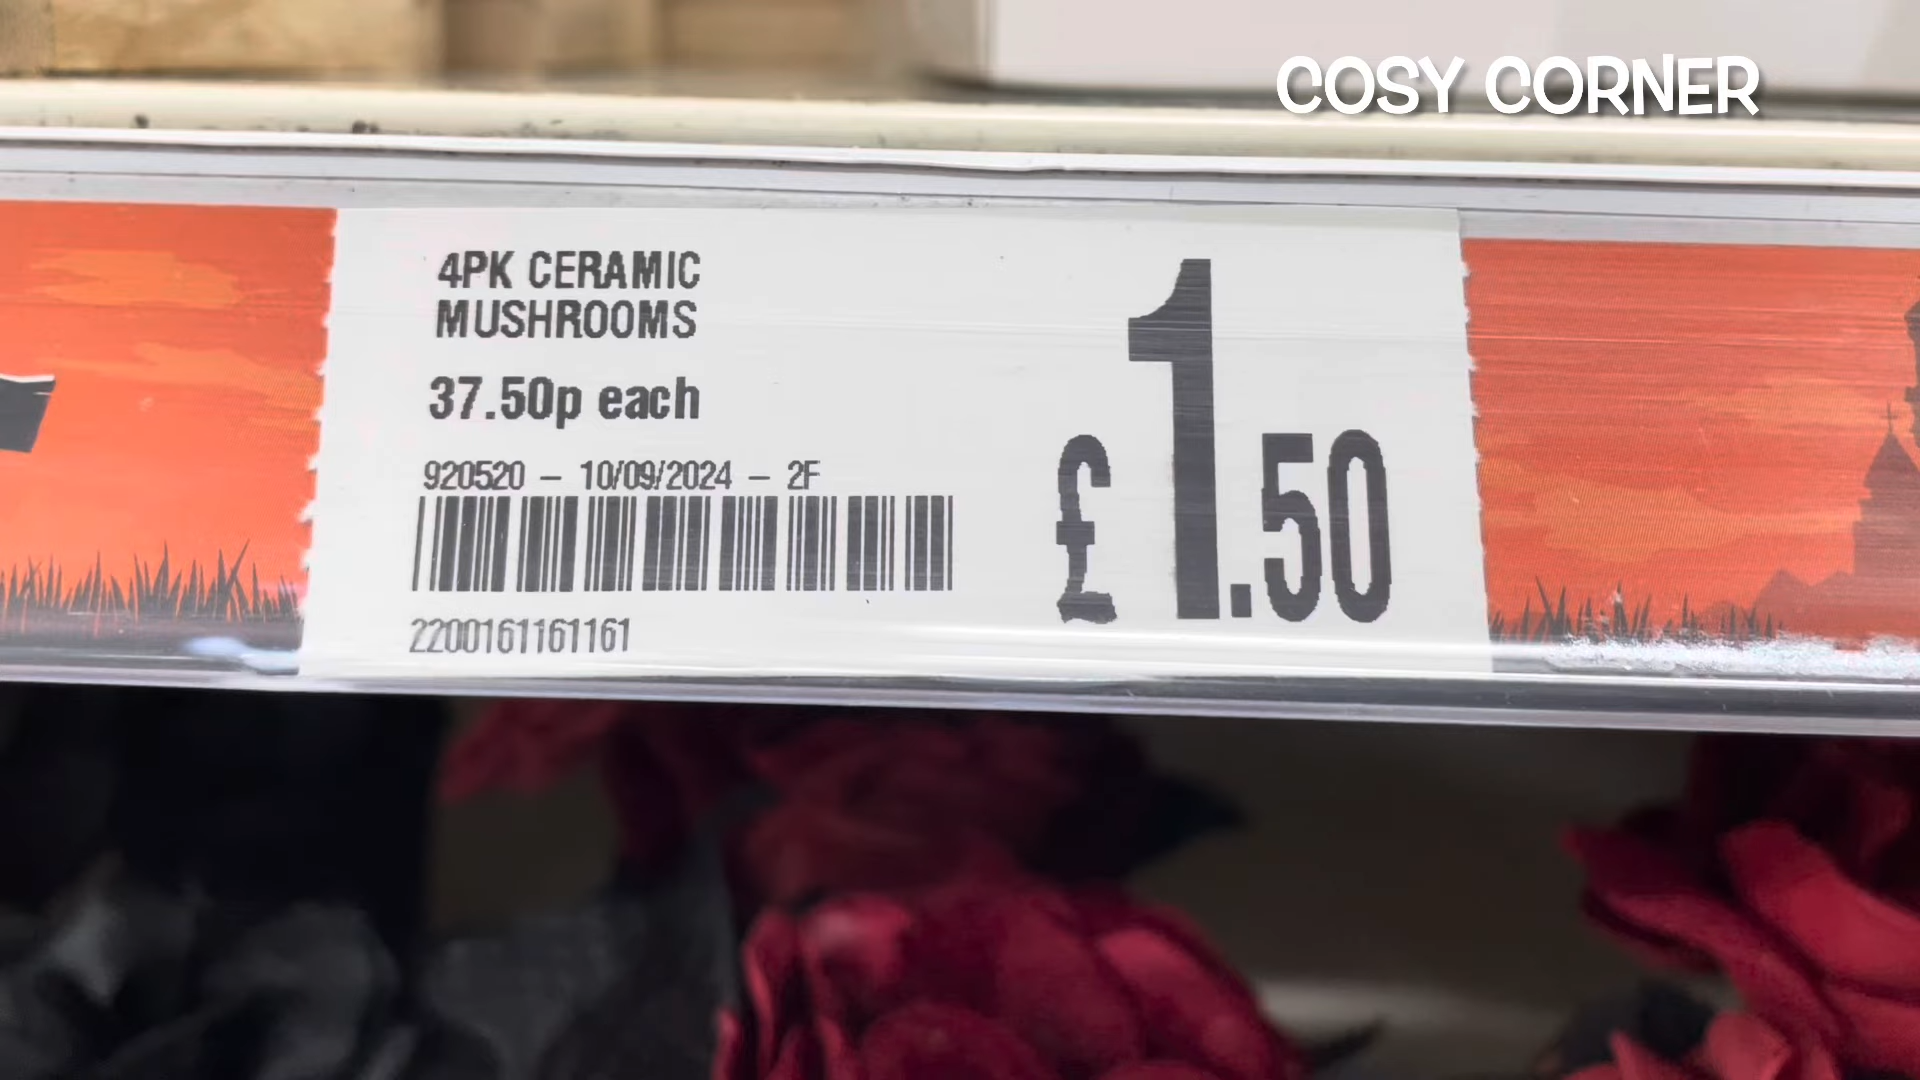 COSY CORNER
4PK CERAMIC
MUSHROOMS
37.50p each
920520 – 10/09/2024 – 2F
2200161161161
£1.50